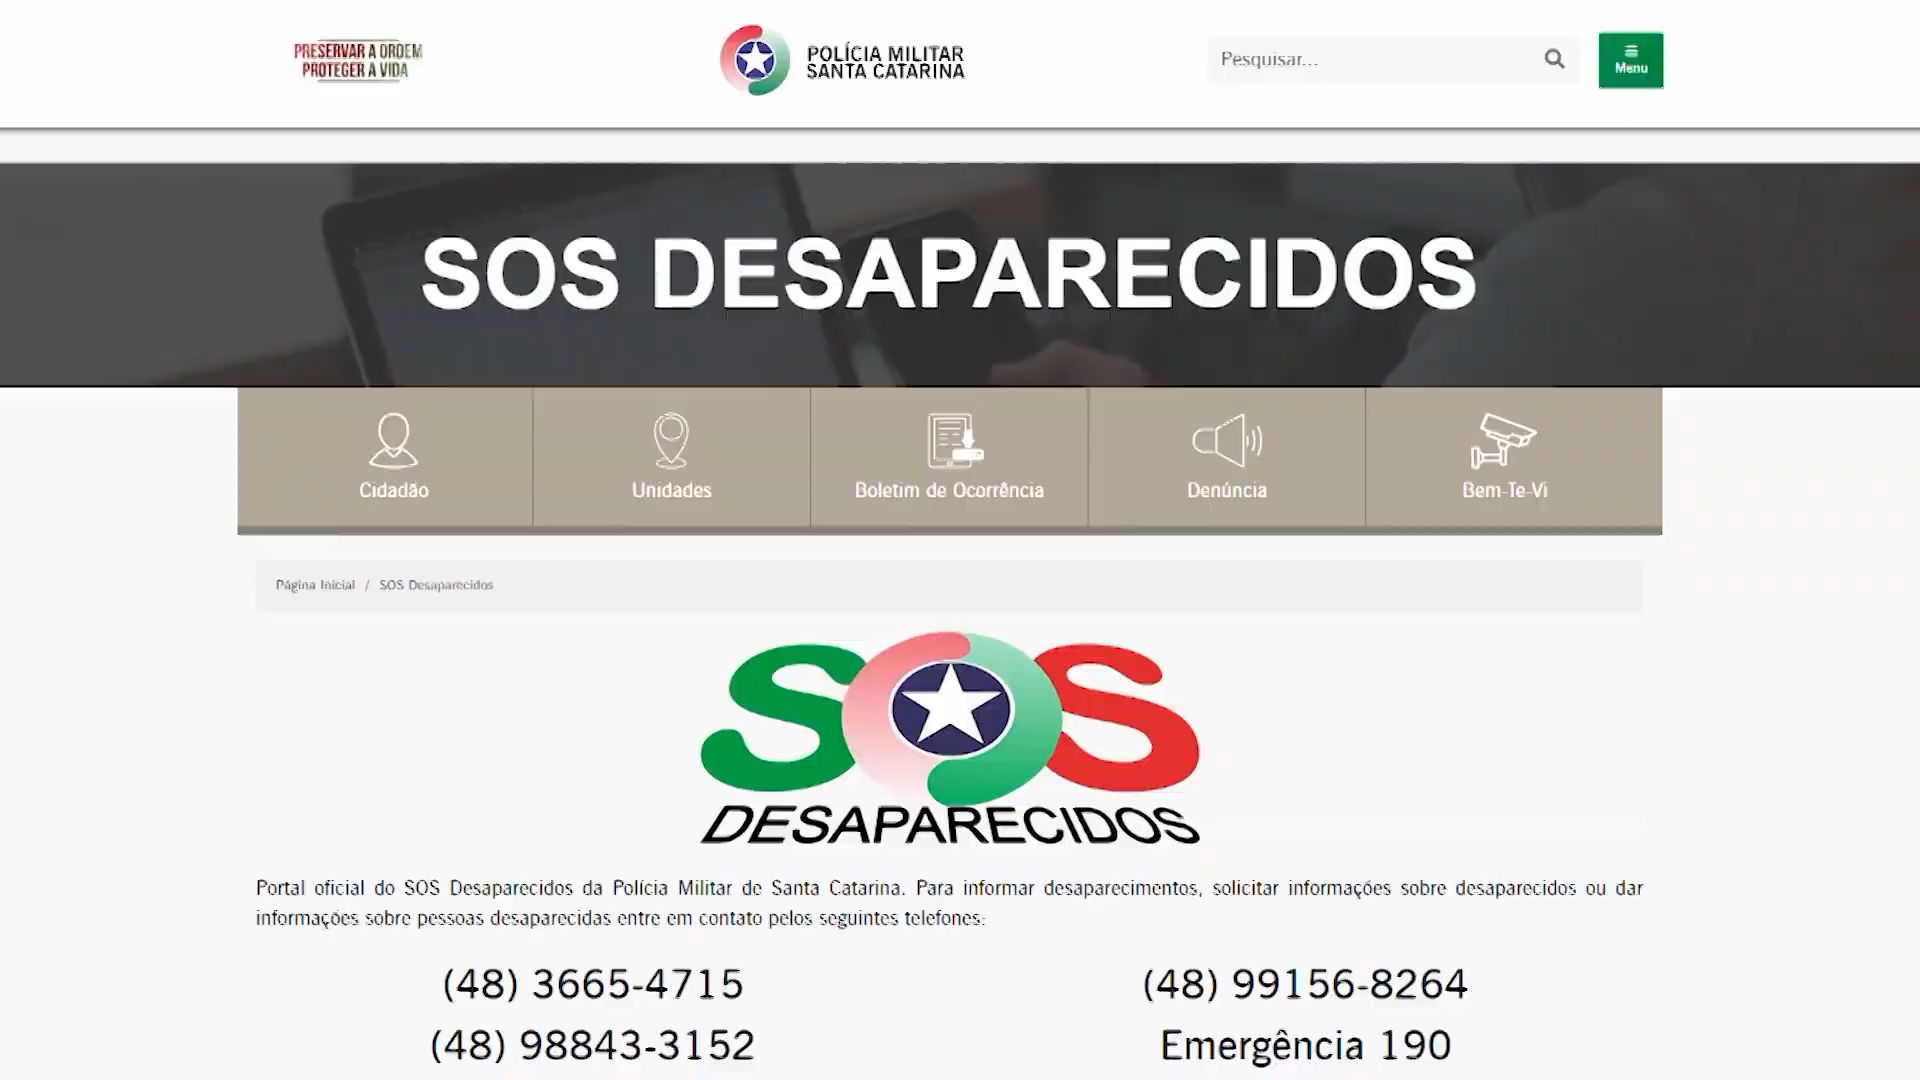 PRESERVAR A ORDEM
PROTEGER A VIDA
POLÍCIA MILITAR
SANTA CATARINA
Pesquisar...
Menu
SOS DESAPARECIDOS
Cidadão
Unidades
Boletim de Ocorrência
Denúncia
Bem-Te-Vi
Página Inicial / SOS Desaparecidos
SOS
DESAPARECIDOS
Portal oficial do SOS Desaparecidos da Polícia Militar de Santa Catarina. Para informar desaparecimentos, solicitar informações sobre desaparecidos ou dar
informações sobre pessoas desaparecidas entre em contato pelos seguintes telefones:
(48) 3665-4715
(48) 99156-8264
(48) 98843-3152
Emergência 190